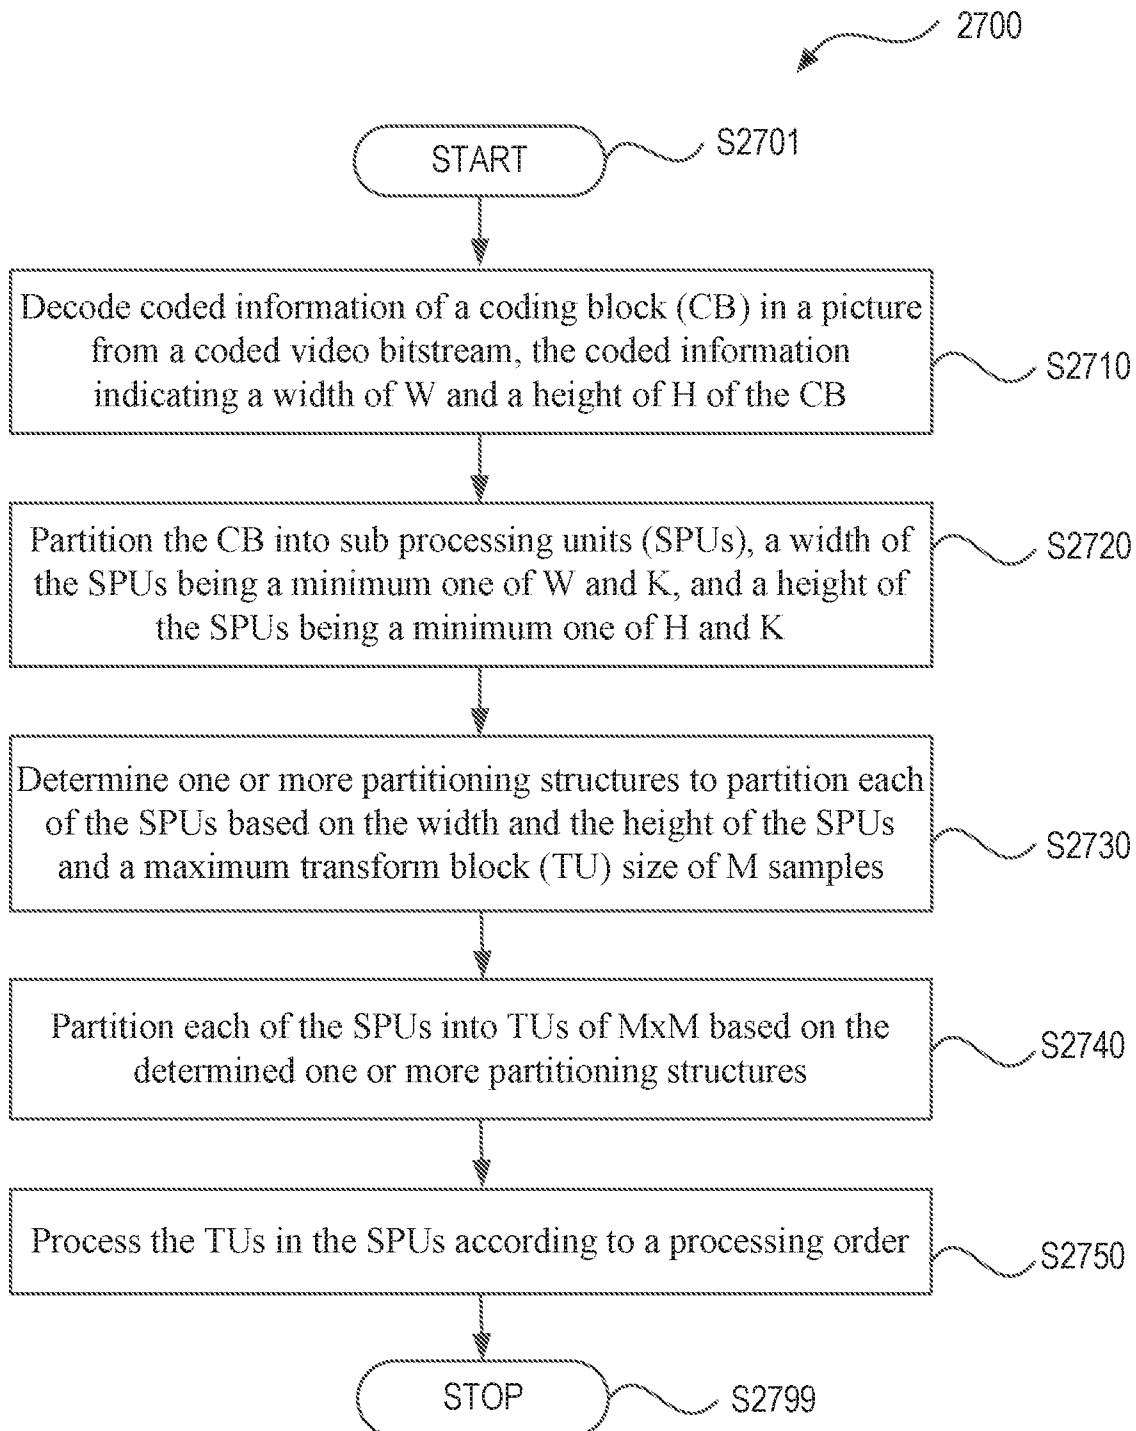 2700
START
S2701
Decode coded information of a coding block (CB) in a picture
from a coded video bitstream, the coded information
indicating a width of W and a height of H of the CB
S2710
Partition the CB into sub processing units (SPUs), a width of
the SPUs being a minimum one of W and K, and a height of
the SPUs being a minimum one of H and K
S2720
Determine one or more partitioning structures to partition each
of the SPUs based on the width and the height of the SPUs
and a maximum transform block (TU) size of M samples
S2730
Partition each of the SPUs into TUs of MxM based on the
determined one or more partitioning structures
S2740
Process the TUs in the SPUs according to a processing order
S2750
STOP
S2799